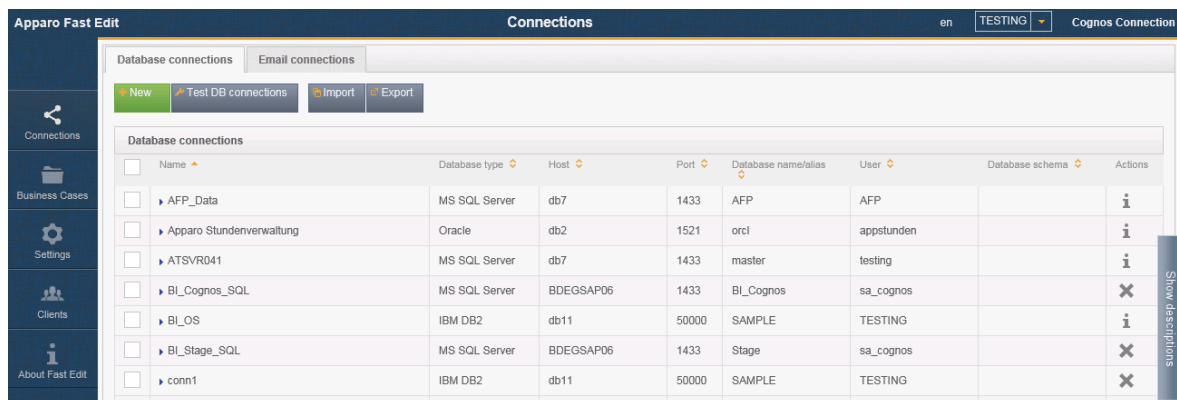 Apparo Fast Edit Connections en TESTING Cognos Connection
Database connections Email connections
New Test DB connections Import Export
Connections
Business Cases
Settings
Clients
About Fast Edit
Database connections
Name Database type Host Port Database name/alias User Database schema Actions
AFP_Data MS SQL Server db7 1433 AFP AFP
Apparo Stundenverwaltung Oracle db2 1521 orcl appstunden
ATSVR041 MS SQL Server db7 1433 master testing
BI_Cognos_SQL MS SQL Server BDEGSAP06 1433 BI_Cognos sa_cognos
BI_OS IBM DB2 db11 50000 SAMPLE TESTING
BI_Stage_SQL MS SQL Server BDEGSAP06 1433 Stage sa_cognos
conn1 IBM DB2 db11 50000 SAMPLE TESTING
Show descriptions